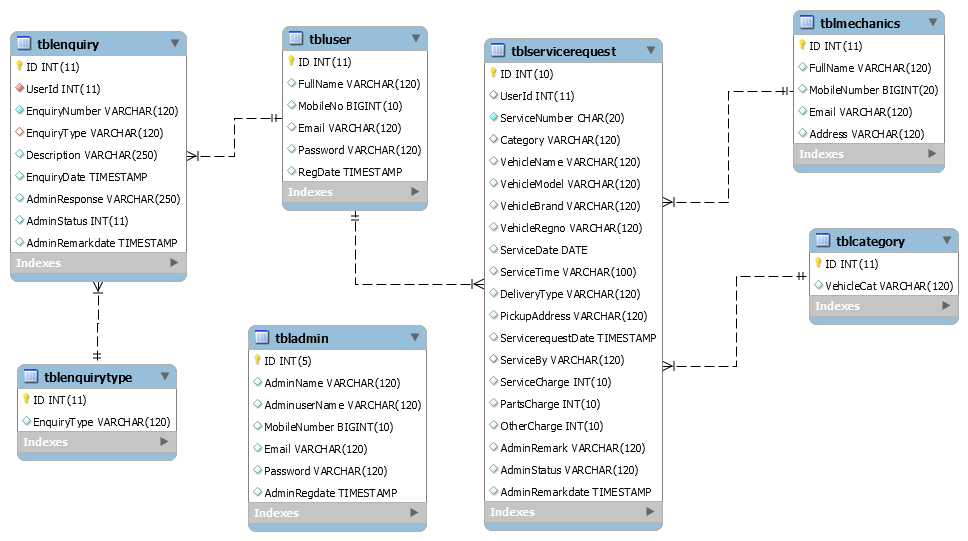 tblenquiry
ID INT(11)
UserId INT(11)
EnquiryNumber VARCHAR(120)
EnquiryType VARCHAR(120)
Description VARCHAR(250)
EnquiryDate TIMESTAMP
AdminResponse VARCHAR(250)
AdminStatus INT(11)
AdminRemarkdate TIMESTAMP
Indexes
tbluser
ID INT(11)
FullName VARCHAR(120)
MobileNo BIGINT(10)
Email VARCHAR(120)
Password VARCHAR(120)
RegDate TIMESTAMP
Indexes
tblservicerequest
ID INT(10)
UserId INT(11)
ServiceNumber CHAR(20)
Category VARCHAR(120)
VehicleName VARCHAR(120)
VehicleModel VARCHAR(120)
VehicleBrand VARCHAR(120)
VehicleRegno VARCHAR(120)
ServiceDate DATE
ServiceTime VARCHAR(100)
DeliveryType VARCHAR(120)
PickupAddress VARCHAR(120)
ServicerequestDate TIMESTAMP
ServiceBy VARCHAR(120)
ServiceCharge INT(10)
PartsCharge INT(10)
OtherCharge INT(10)
AdminRemark VARCHAR(120)
AdminStatus VARCHAR(120)
AdminRemarkdate TIMESTAMP
Indexes
tblmechanics
ID INT(11)
FullName VARCHAR(120)
MobileNumber BIGINT(20)
Email VARCHAR(120)
Address VARCHAR(120)
Indexes
tblcategory
ID INT(11)
VehicleCat VARCHAR(120)
Indexes
tblenquirytype
ID INT(11)
EnquiryType VARCHAR(120)
Indexes
tbladmin
ID INT(5)
AdminName VARCHAR(120)
AdminuserName VARCHAR(120)
MobileNumber BIGINT(10)
Email VARCHAR(120)
Password VARCHAR(120)
AdminRegdate TIMESTAMP
Indexes